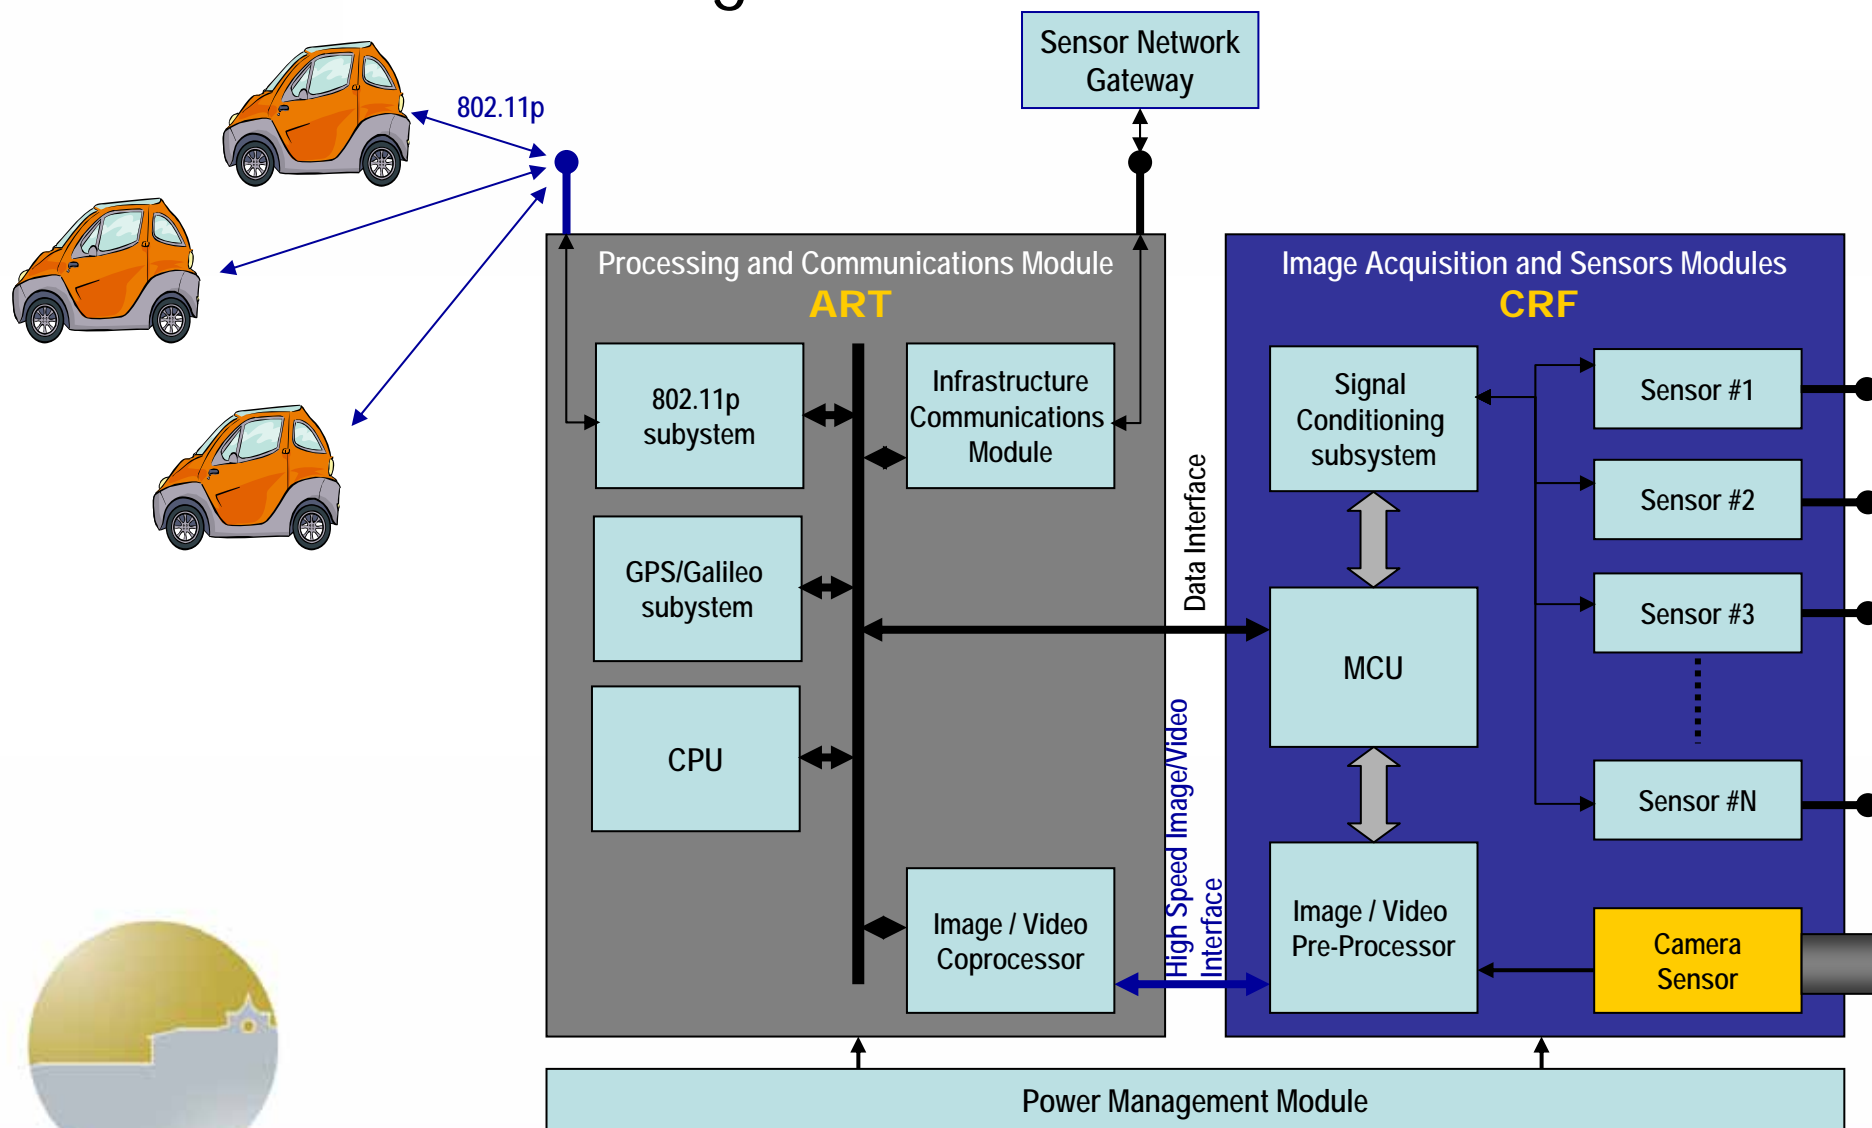 Sensor Network
Gateway
802.11p
Processing and Communications Module
ART
802.11p
subystem
Infrastructure
Communications
Module
GPS/Galileo
subystem
CPU
Image / Video
Coprocessor
Data Interface
High Speed Image/Video
Interface
Image Acquisition and Sensors Modules
CRF
Signal
Conditioning
subsystem
MCU
Image / Video
Pre-Processor
Sensor #1
Sensor #2
Sensor #3
Sensor #N
Camera
Sensor
Power Management Module